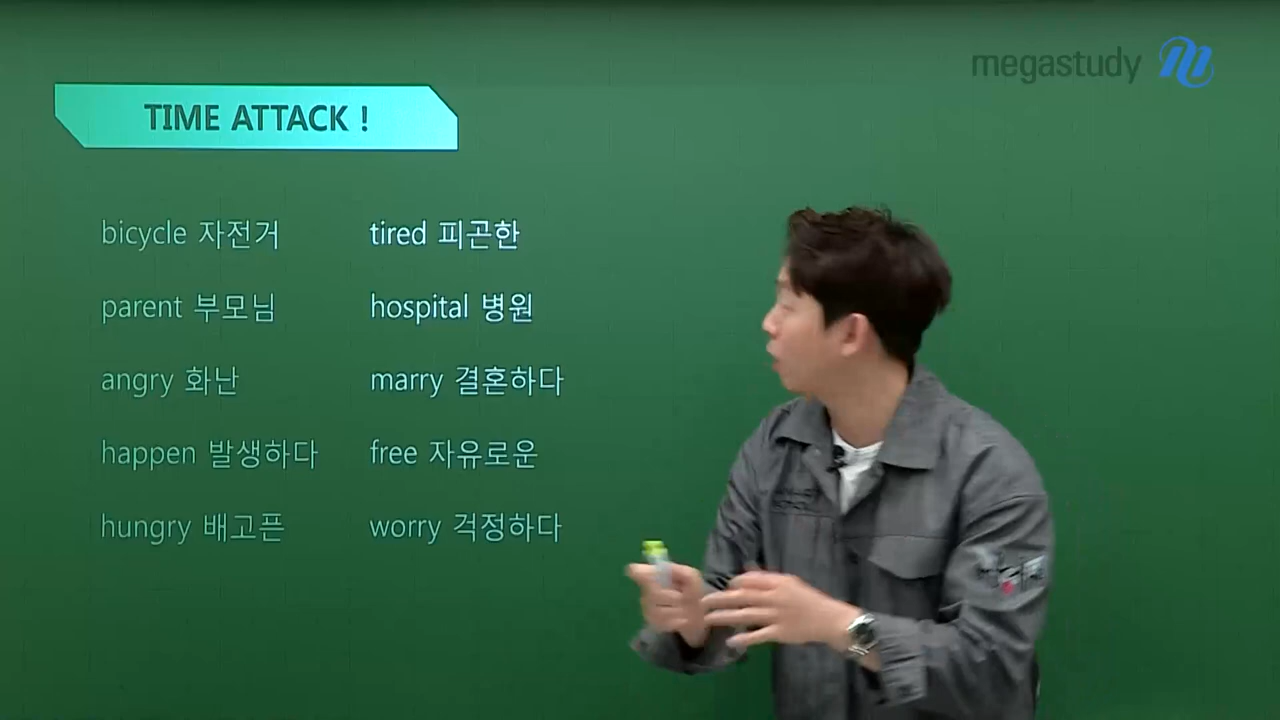 megastudy
TIME ATTACK !
bicycle 자전거
parent 부모님
angry 화난
happen 발생하다
hungry 배고픈
tired 피곤한
hospital 병원
marry 결혼하다
free 자유로운
worry 걱정하다